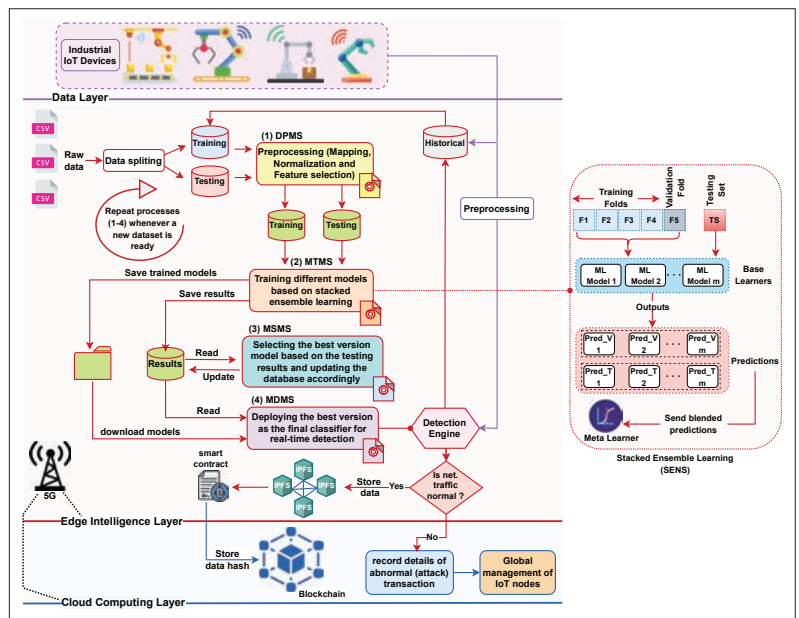 Industrial
IoT Devices
Data Layer
CSV
CSV
CSV
Raw
data
Data spliting
Training
Testing
(1) DPMS
Preprocessing (Mapping,
Normalization and
Feature selection)
Historical
Preprocessing
Repeat processes
(1-4) whenever a
new dataset is
ready
Training
Testing
(2) MTMS
Save trained models
Training different models
based on stacked
ensemble learning
Save results
(3) MSMS
Results
Read
Update
Selecting the best version
model based on the testing
results and updating the
database accordingly
Read
(4) MDMS
download models
Deploying the best version
as the final classifier for
real-time detection
Detection
Engine
5G
smart
contract
IPFS
IPFS
IPFS
IPFS
Store
data
Yes
Is net.
traffic
normal ?
Edge Intelligence Layer
No
Store
data hash
Blockchain
record details of
abnormal (attack)
transaction
Global
management of
IoT nodes
Cloud Computing Layer
Training
Folds
Validation
Fold
Testing
Set
F1
F2
F3
F4
F5
TS
ML
Model 1
ML
Model 2
...
ML
Model m
Base
Learners
Outputs
Pred_V
1
Pred_V
2
...
Pred_V
m
Pred_T
1
Pred_T
2
...
Pred_T
m
Predictions
Meta Learner
Send blended
predictions
Stacked Ensemble Learning
(SENS)